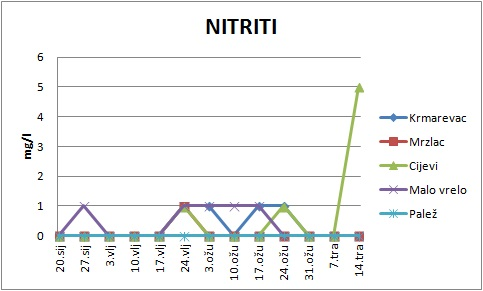 NITRITI
6
5
4
3
2
1
0
mg/l
20.sij
27.sij
3.vlj
10.vlj
17.vlj
24.vlj
3.ožu
10.ožu
17.ožu
24.ožu
31.ožu
7.tra
14.tra
Krmarevac
Mrzlac
Cijevi
Malo vrelo
Palež